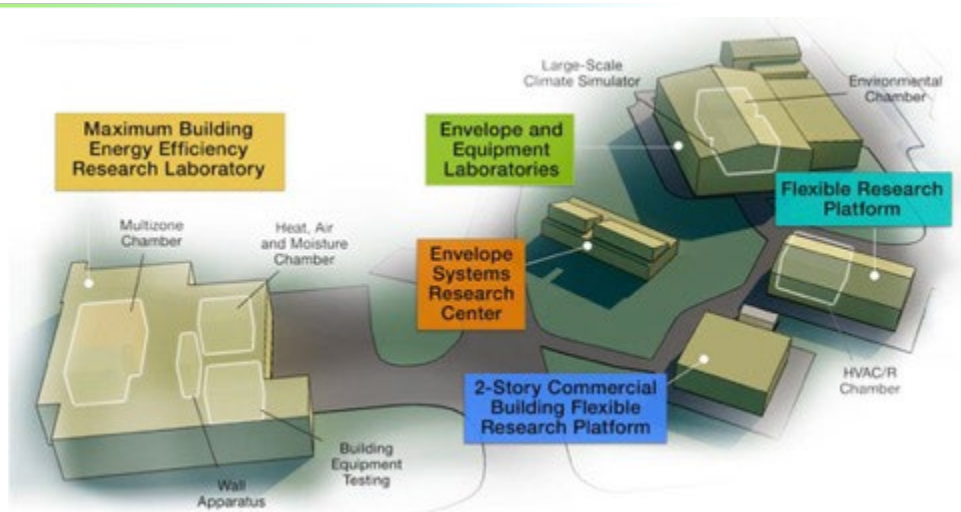 Large-Scale
Climate Simulator
Environmental
Chamber
Maximum Building
Energy Efficiency
Research Laboratory
Envelope and
Equipment
Laboratories
Flexible Research
Platform
Multizone
Chamber
Heat, Air
and Moisture
Chamber
Envelope
Systems
Research
Center
HVAC/R
Chamber
2-Story Commercial
Building Flexible
Research Platform
Building
Equipment
Testing
Wall
Apparatus